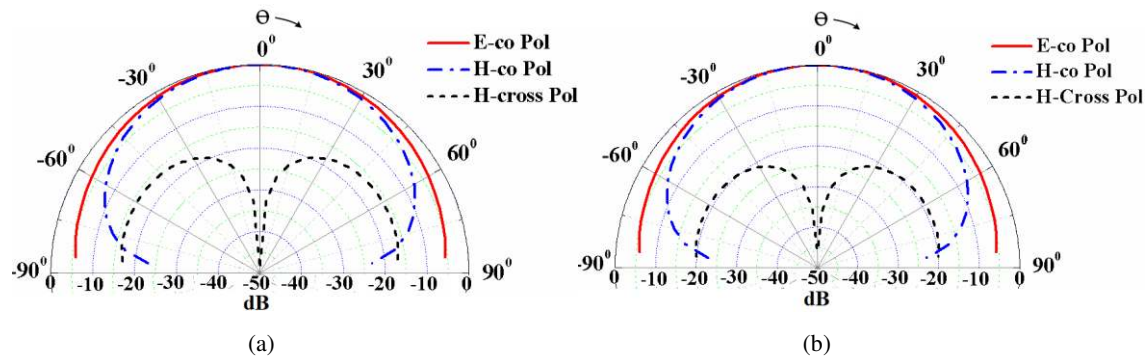 Θ
E-co Pol
H-co Pol
H-cross Pol
0⁰
-30⁰
30⁰
-60⁰
60⁰
-90⁰
90⁰
0 -10 -20 -30 -40 -50 -40 -30 -20 -10 0
dB
(a)
Θ
E-co Pol
H-co Pol
H-Cross Pol
0⁰
-30⁰
30⁰
-60⁰
60⁰
-90⁰
90⁰
0 -10 -20 -30 -40 -50 -40 -30 -20 -10 0
dB
(b)